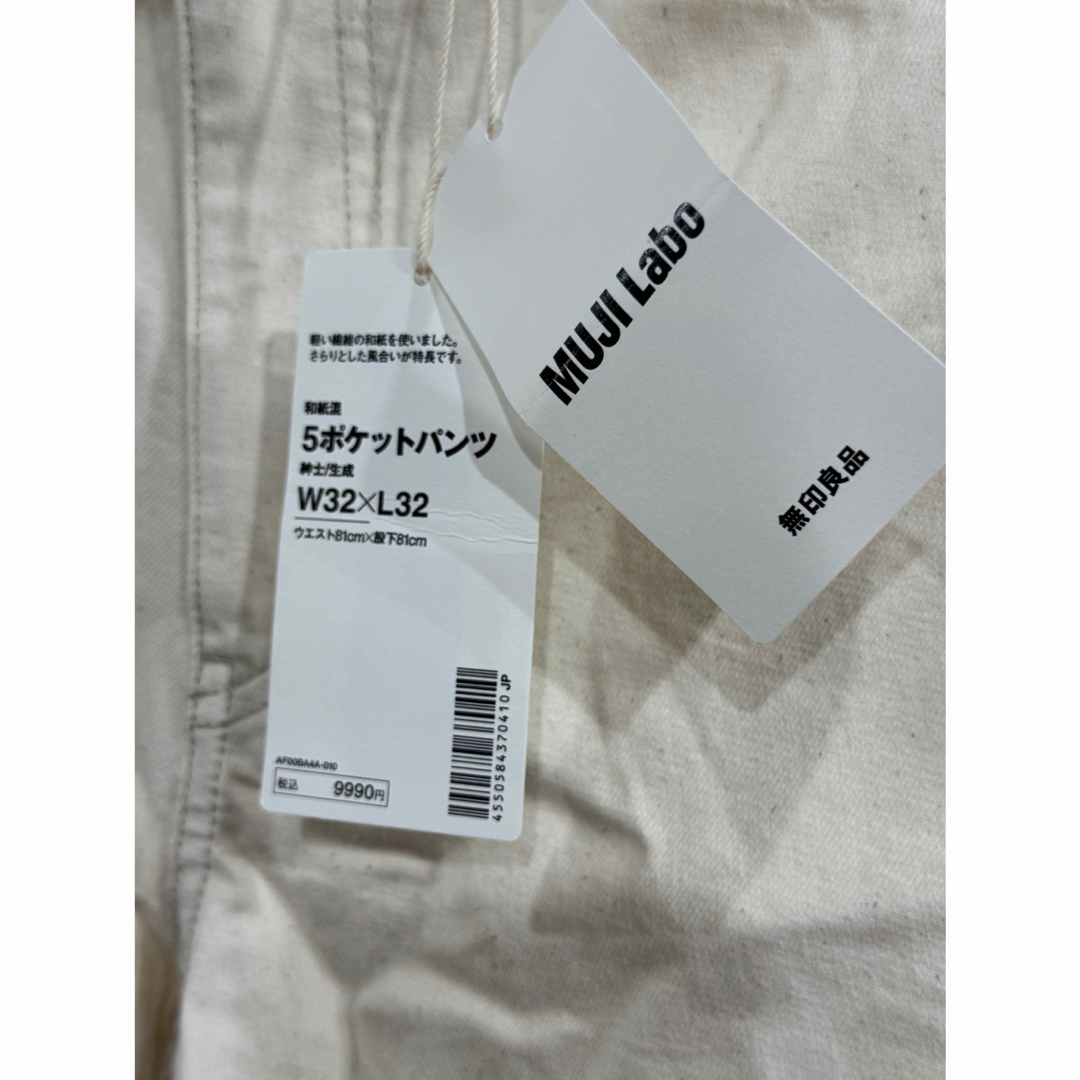 軽い繊維の和紙を使いました。
さらりとした風合いが特長です。
和紙混
5ポケットパンツ
紳士/生成
W32×L32
ウエスト81cm×股下81cm
AF00BA4A-010
税込 9990円
4550584370410 JP
MUJI Labo
無印良品